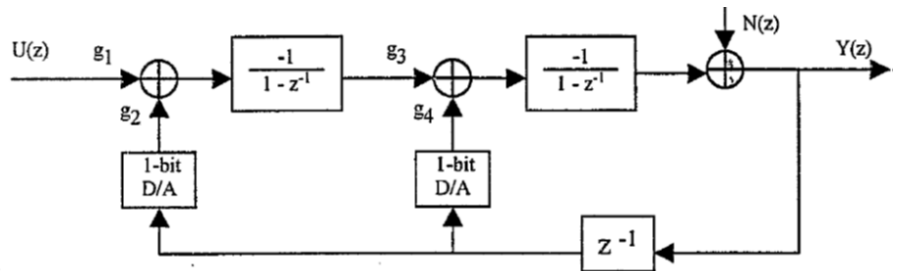 N(z)
U(z)
g1
-1
1 - z-1
g3
-1
1 - z-1
Y(z)
g2
g4
1-bit
D/A
1-bit
D/A
z -1